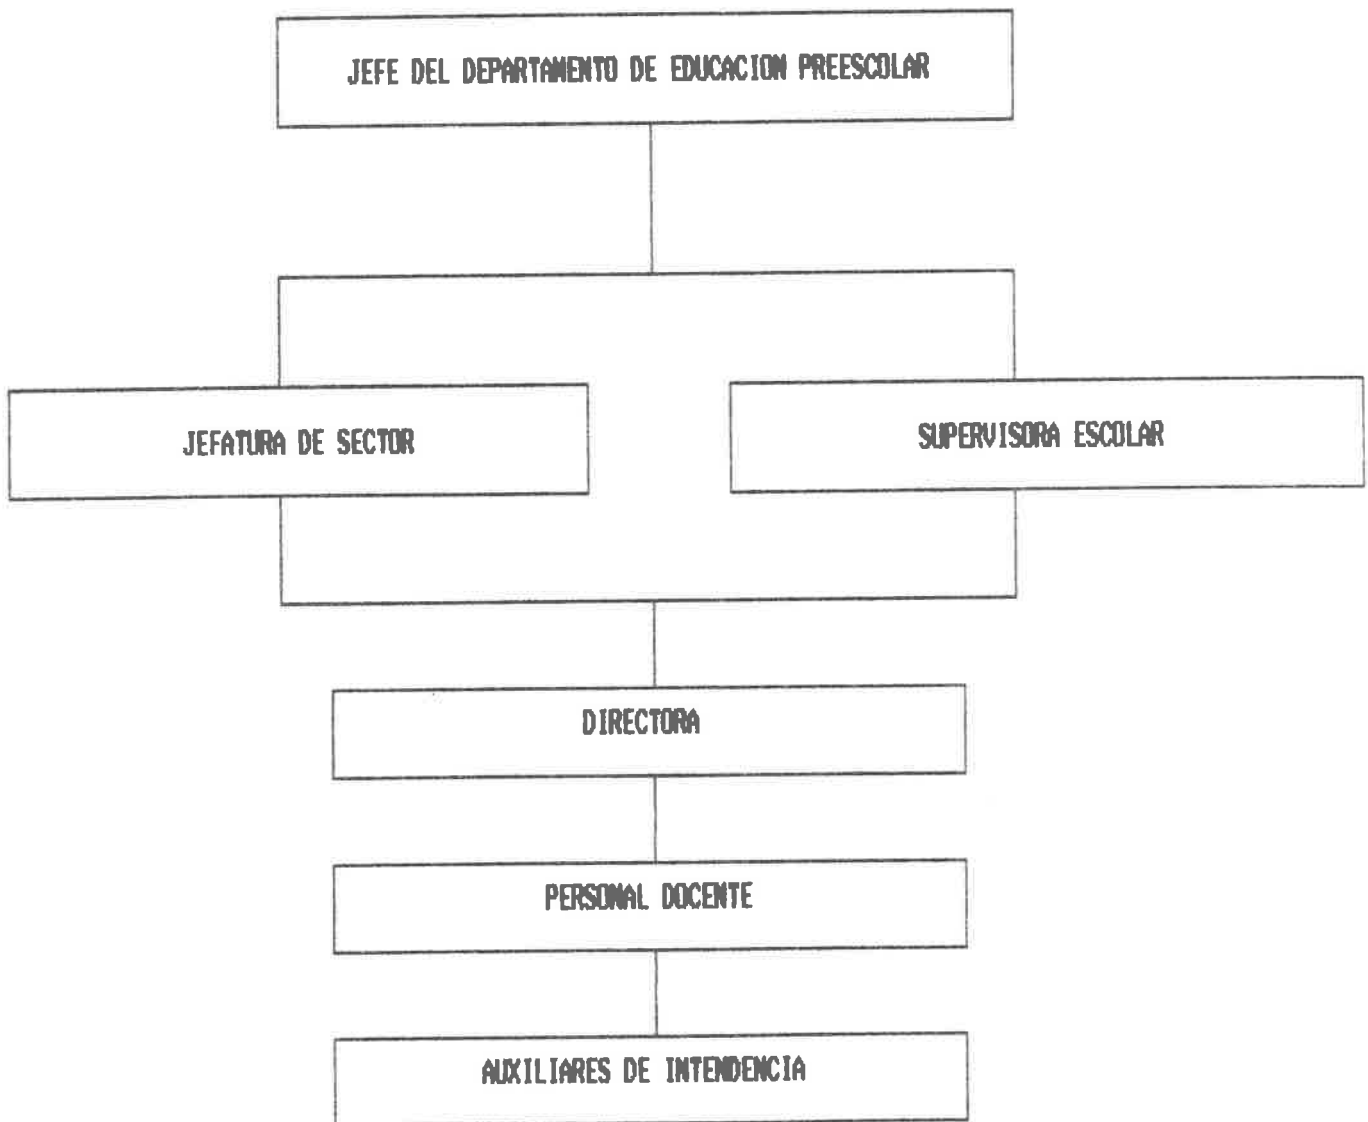 JEFE DEL DEPARTAMENTO DE EDUCACION PREESCOLAR
JEFATURA DE SECTOR
SUPERVISORA ESCOLAR
DIRECTORA
PERSONAL DOCENTE
AUXILIARES DE INTENDENCIA